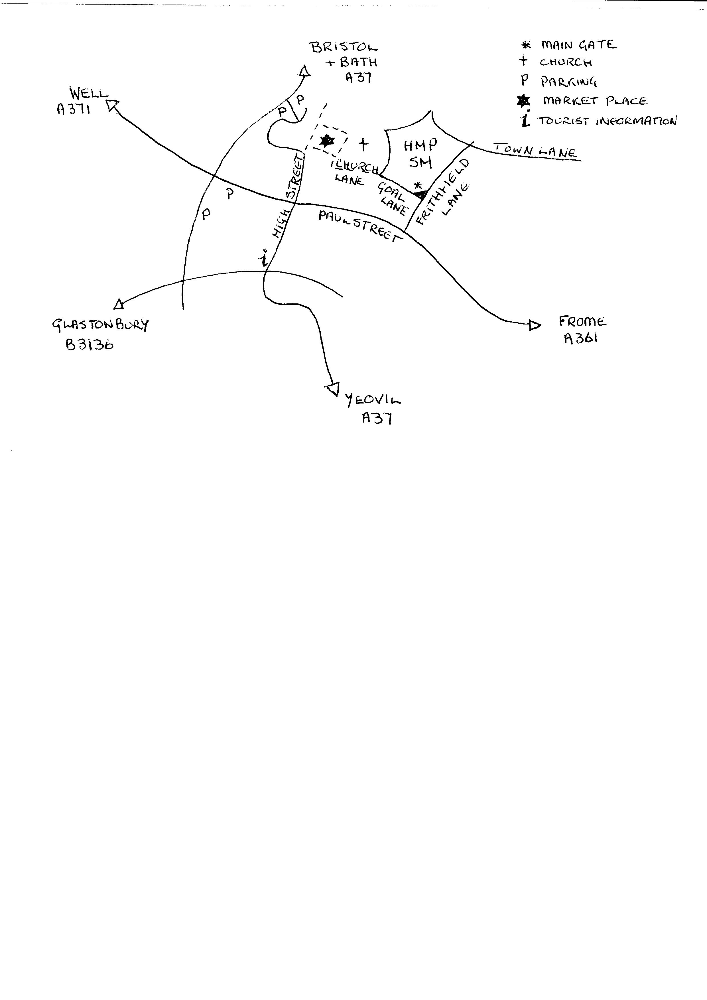 BRISTOL
+ BATH
A37
WELL
A371
* MAIN GATE
† CHURCH
P PARKING
★ MARKET PLACE
i TOURIST INFORMATION
P
P
HMP
SM
*
TOWN LANE
CHURCH
LANE
GOAL
LANE
FRITHFIELD
LANE
HIGH STREET
PAUL STREET
P
P
i
GLASTONBURY
B3136
FROME
A361
YEOVIL
A37